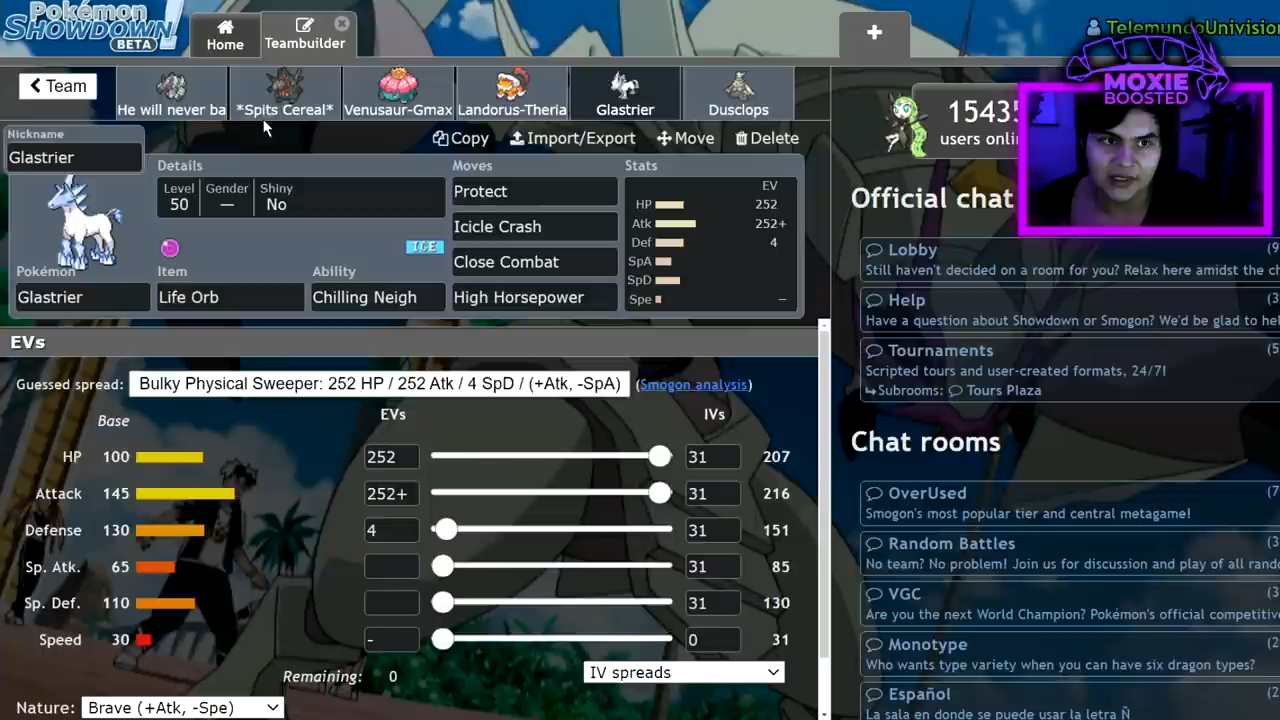 Pokémon
SHOWDOWN!
BETA
Home
Teambuilder
+
TelemundoUnivision
MOXIE
BOOSTED
Team
He will never ba
*Spits Cereal*
Venusaur-Gmax
Landorus-Theria
Glastrier
Dusclops
Copy
Import/Export
Move
Delete
15435
users onli
Nickname
Glastrier
Details
Level
50
Gender
—
Shiny
No
ICE
Pokémon
Glastrier
Item
Life Orb
Ability
Chilling Neigh
Moves
Protect
Icicle Crash
Close Combat
High Horsepower
Stats
EV
HP 252
Atk 252+
Def 4
SpA
SpD
Spe –
EVs
Guessed spread: Bulky Physical Sweeper: 252 HP / 252 Atk / 4 SpD / (+Atk, -SpA) (Smogon analysis)
Base EVs IVs
HP 100 252 31 207
Attack 145 252+ 31 216
Defense 130 4 31 151
Sp. Atk. 65 31 85
Sp. Def. 110 31 130
Speed 30 - 0 31
Remaining: 0
IV spreads
Nature: Brave (+Atk, -Spe)
Official chat
Lobby (9
Still haven't decided on a room for you? Relax here amidst the ch
Help (3
Have a question about Showdown or Smogon? We'd be glad to hel
Tournaments (5
Scripted tours and user-created formats, 24/7!
Subrooms: Tours Plaza
Chat rooms
OverUsed (7
Smogon's most popular tier and central metagame!
Random Battles (3
No team? No problem! Join us for discussion and play of all rando
VGC (3
Are you the next World Champion? Pokémon's official competitive
Monotype (2
Who wants type variety when you can have six dragon types?
Español (2
La sala en donde se puede usar la letra Ñ